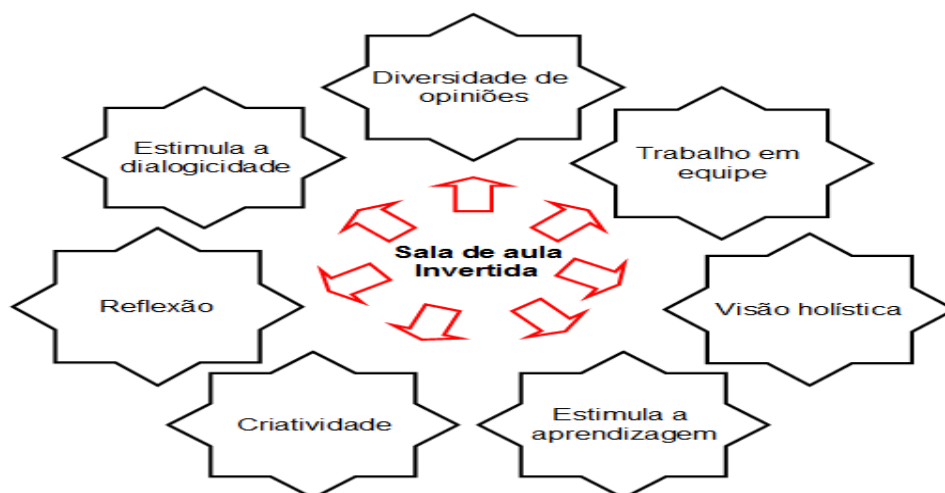 Diversidade de
opiniões
Estimula a
dialogicidade
Trabalho em
equipe
Sala de aula
Invertida
Reflexão
Visão holística
Criatividade
Estimula a
aprendizagem